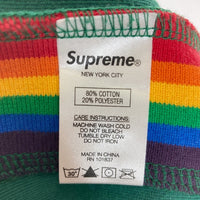 Supreme®
NEW YORK CITY
80% COTTON
20% POLYESTER
CARE INSTRUCTIONS:
MACHINE WASH COLD
DO NOT BLEACH
TUMBLE DRY LOW
DO NOT IRON
MADE IN CHINA
RN 101837
30°